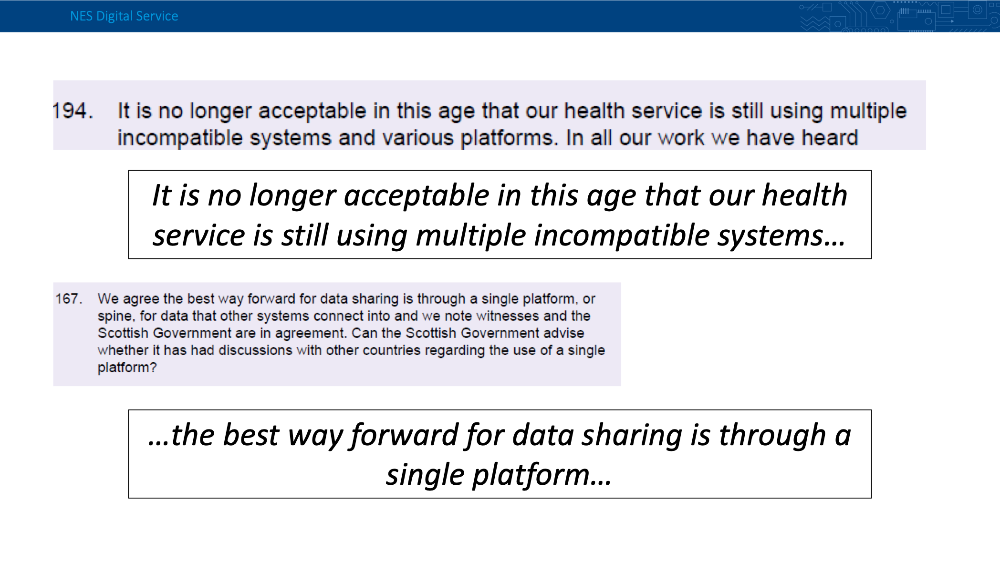 NES Digital Service
194. It is no longer acceptable in this age that our health service is still using multiple
incompatible systems and various platforms. In all our work we have heard
It is no longer acceptable in this age that our health
service is still using multiple incompatible systems...
167. We agree the best way forward for data sharing is through a single platform, or
spine, for data that other systems connect into and we note witnesses and the
Scottish Government are in agreement. Can the Scottish Government advise
whether it has had discussions with other countries regarding the use of a single
platform?
...the best way forward for data sharing is through a
single platform...